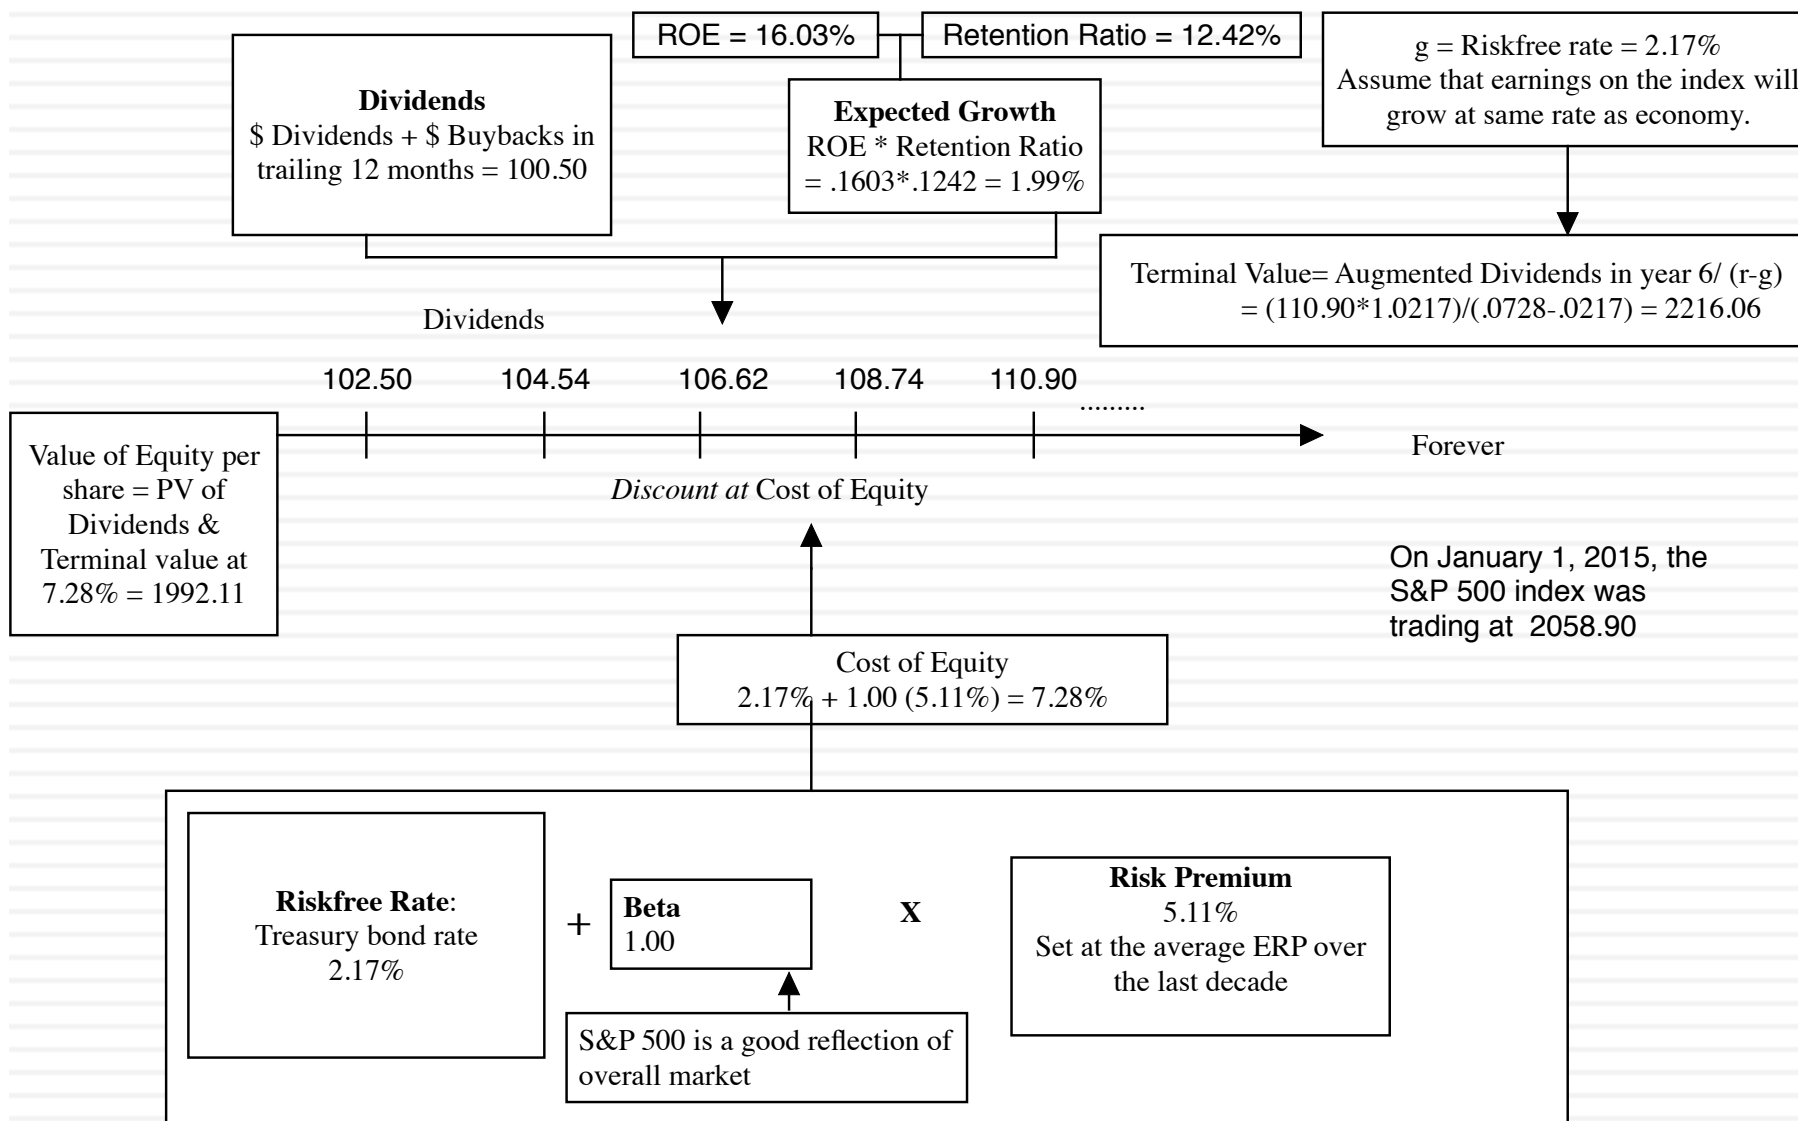 ROE = 16.03%
Retention Ratio = 12.42%
g = Riskfree rate = 2.17%
Assume that earnings on the index will
grow at same rate as economy.
Dividends
$ Dividends + $ Buybacks in
trailing 12 months = 100.50
Expected Growth
ROE * Retention Ratio
= .1603*.1242 = 1.99%
Terminal Value= Augmented Dividends in year 6/ (r-g)
= (110.90*1.0217)/(.0728-.0217) = 2216.06
Dividends
102.50 104.54 106.62 108.74 110.90
.........
Forever
Value of Equity per
share = PV of
Dividends &
Terminal value at
7.28% = 1992.11
Discount at Cost of Equity
On January 1, 2015, the
S&P 500 index was
trading at 2058.90
Cost of Equity
2.17% + 1.00 (5.11%) = 7.28%
Riskfree Rate:
Treasury bond rate
2.17%
+
Beta
1.00
X
Risk Premium
5.11%
Set at the average ERP over
the last decade
S&P 500 is a good reflection of
overall market